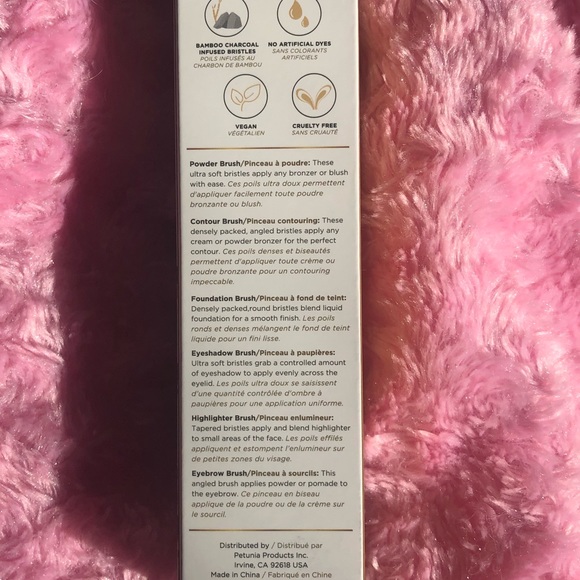 BAMBOO CHARCOAL
INFUSED BRISTLES
POILS INFUSÉS AU
CHARBON DE BAMBOU
NO ARTIFICIAL DYES
SANS COLORANTS
ARTIFICIELS
VEGAN
VÉGÉTALIEN
CRUELTY FREE
SANS CRUAUTÉ
Powder Brush/Pinceau à poudre: These
ultra soft bristles apply any bronzer or blush
with ease. Ces poils ultra doux permettent
d'appliquer facilement toute poudre
bronzante ou blush.
Contour Brush/Pinceau contouring: These
densely packed, angled bristles apply any
cream or powder bronzer for the perfect
contour. Ces poils denses et biseautés
permettent d'appliquer toute crème ou
poudre bronzante pour un contouring
impeccable.
Foundation Brush/Pinceau à fond de teint:
Densely packed,round bristles blend liquid
foundation for a smooth finish. Les poils
ronds et denses mélangent le fond de teint
liquide pour un fini lisse.
Eyeshadow Brush/Pinceau à paupières:
Ultra soft bristles grab a controlled amount
of eyeshadow to apply evenly across the
eyelid. Les poils ultra doux se saisissent
d'une quantité contrôlée d'ombre à
paupières pour une application uniforme.
Highlighter Brush/Pinceau enlumineur:
Tapered bristles apply and blend highlighter
to small areas of the face. Les poils effilés
appliquent et estompent l'enlumineur sur
de petites zones du visage.
Eyebrow Brush/Pinceau à sourcils: This
angled brush applies powder or pomade to
the eyebrow. Ce pinceau en biseau
applique de la poudre ou de la crème sur
le sourcil.
Distributed by / Distribué par
Petunia Products Inc.
Irvine, CA 92618 USA
Made in China / Fabriqué en Chine